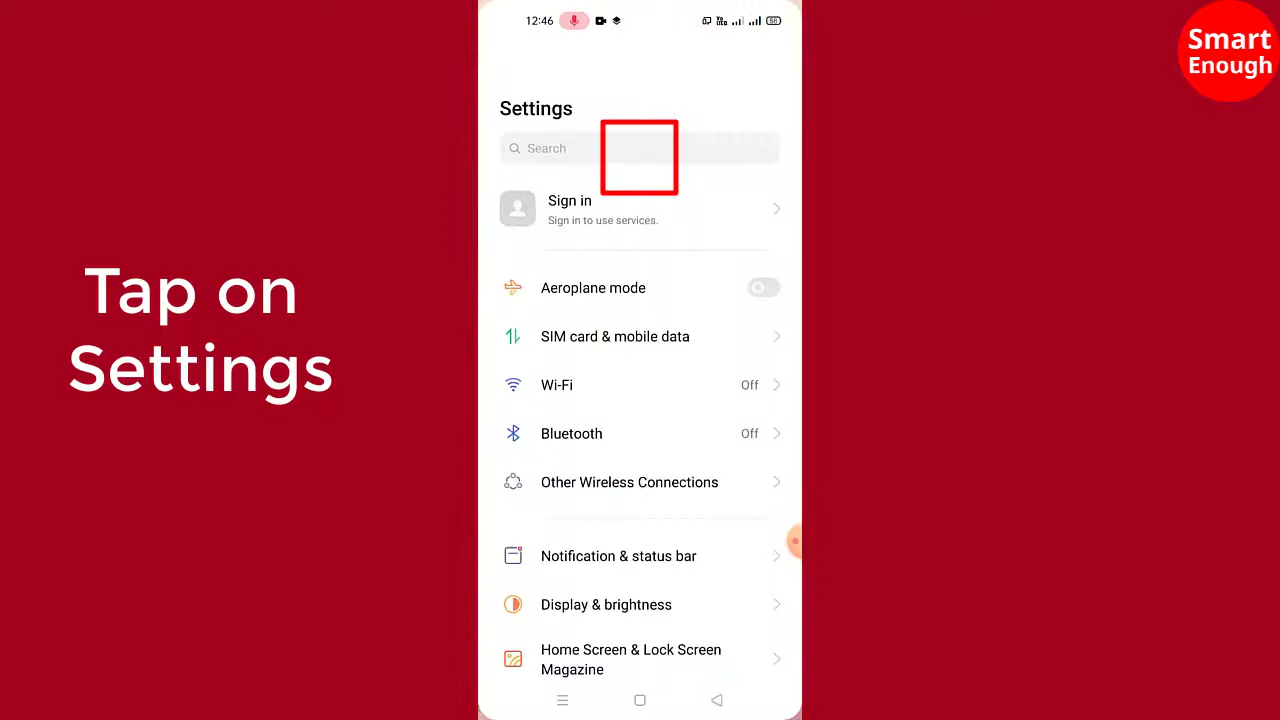 Smart
Enough
12:46
58
Settings
Search
Sign in
Sign in to use services.
Aeroplane mode
SIM card & mobile data
Wi-Fi Off
Bluetooth Off
Other Wireless Connections
Notification & status bar
Display & brightness
Home Screen & Lock Screen
Magazine
Tap on
Settings